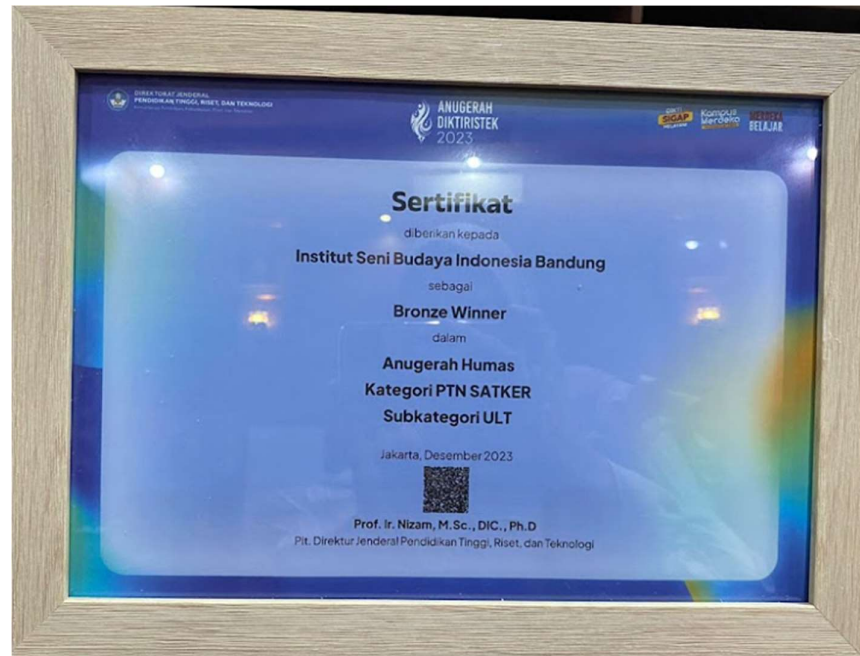 DIREKTORAT JENDERAL
PENDIDIKAN TINGGI, RISET, DAN TEKNOLOGI
ANUGERAH
DIKTIRISTEK
2023
SIGAP
Kampus
Merdeka
MERDEKA
BELAJAR
Sertifikat
diberikan kepada
Institut Seni Budaya Indonesia Bandung
sebagai
Bronze Winner
dalam
Anugerah Humas
Kategori PTN SATKER
Subkategori ULT
Jakarta, Desember 2023
Prof. Ir. Nizam, M.Sc., DIC., Ph.D
Plt. Direktur Jenderal Pendidikan Tinggi, Riset, dan Teknologi